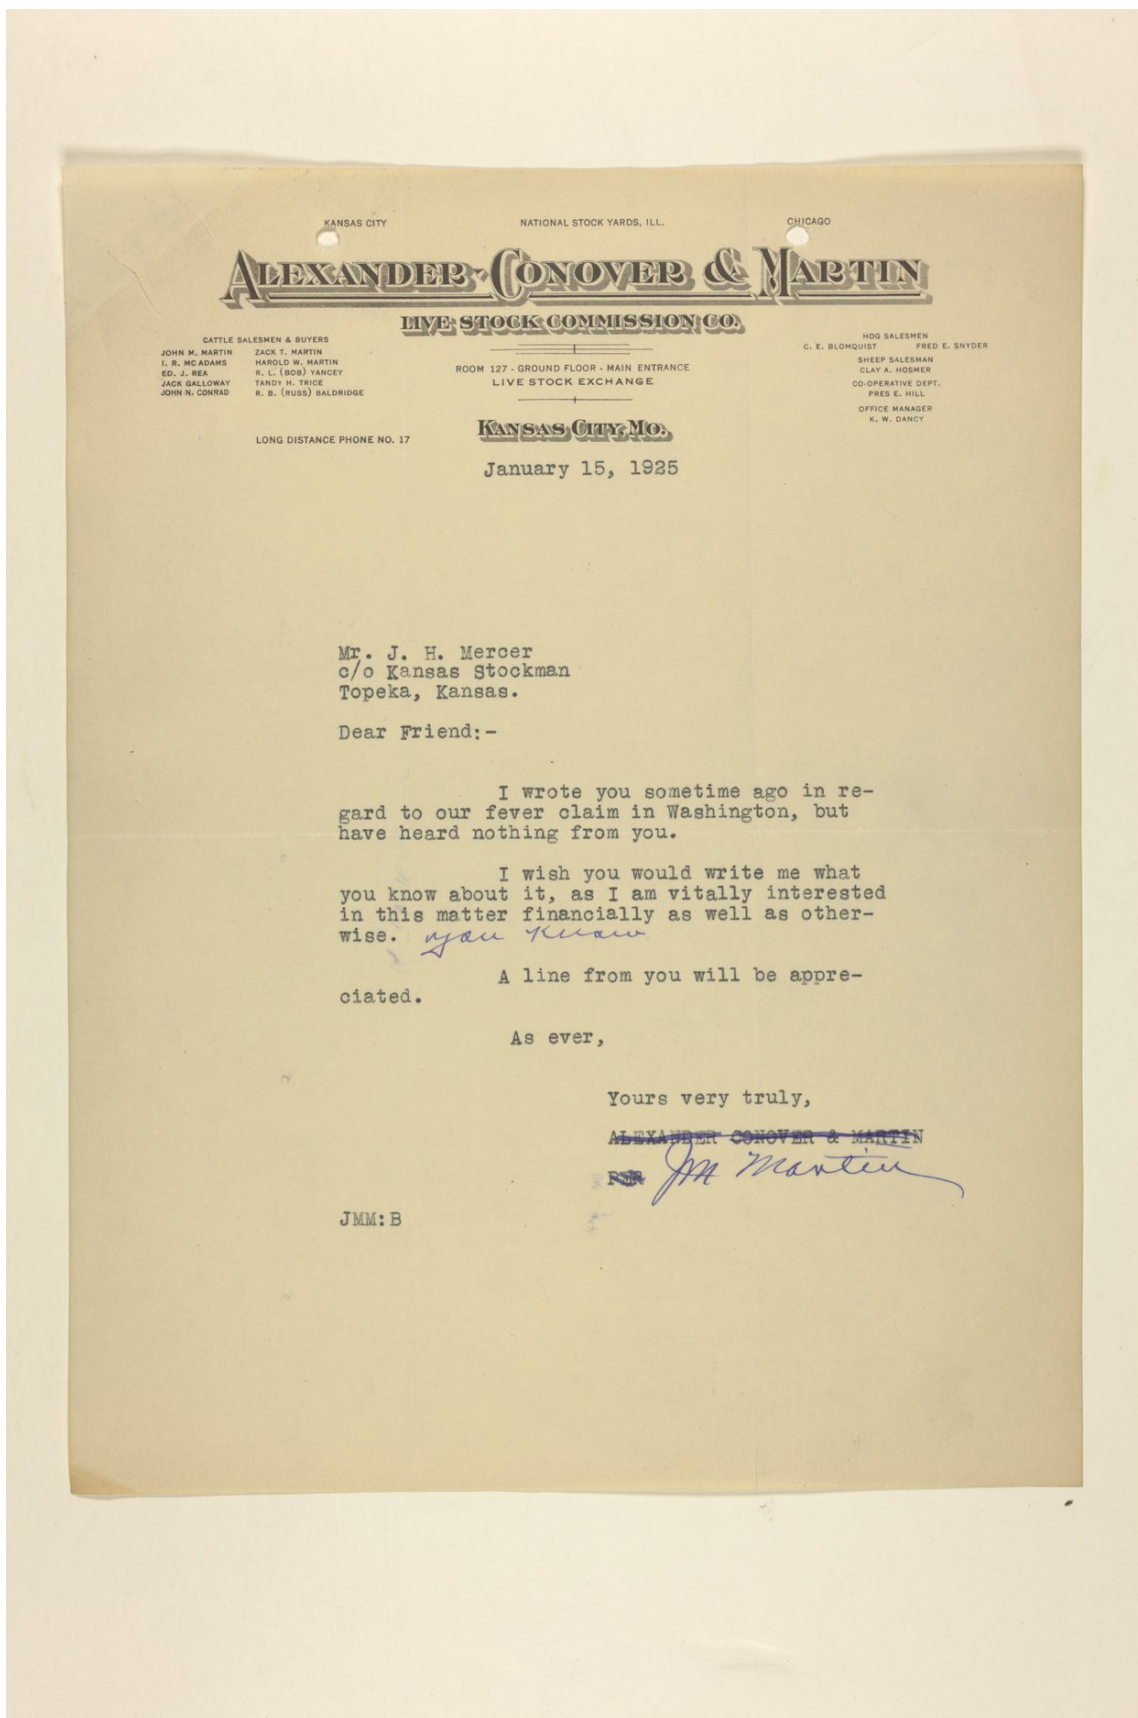 KANSAS CITY NATIONAL STOCK YARDS, ILL. CHICAGO
ALEXANDER-CONOVER & MARTIN
LIVE STOCK COMMISSION CO.
CATTLE SALESMEN & BUYERS
JOHN M. MARTIN ZACK T. MARTIN
I. R. MCADAMS HAROLD W. MARTIN
ED. J. REA R. L. (BOB) YANCEY
JACK GALLOWAY TANDY H. TRICE
JOHN N. CONRAD R. B. (RUSS) BALDRIDGE
LONG DISTANCE PHONE NO. 17
ROOM 127 - GROUND FLOOR - MAIN ENTRANCE
LIVE STOCK EXCHANGE
KANSAS CITY, MO.
HOG SALESMEN
C. E. BLOMQUIST FRED E. SNYDER
SHEEP SALESMAN
CLAY A. HOSMER
CO-OPERATIVE DEPT.
PRES E. HILL
OFFICE MANAGER
K. W. DANCY
January 15, 1925
Mr. J. H. Mercer
c/o Kansas Stockman
Topeka, Kansas.
Dear Friend:-
I wrote you sometime ago in re-
gard to our fever claim in Washington, but
have heard nothing from you.
I wish you would write me what
you know about it, as I am vitally interested
in this matter financially as well as other-
wise. you know
A line from you will be appre-
ciated.
As ever,
Yours very truly,
ALEXANDER CONOVER & MARTIN
JM Martin
JMM:B